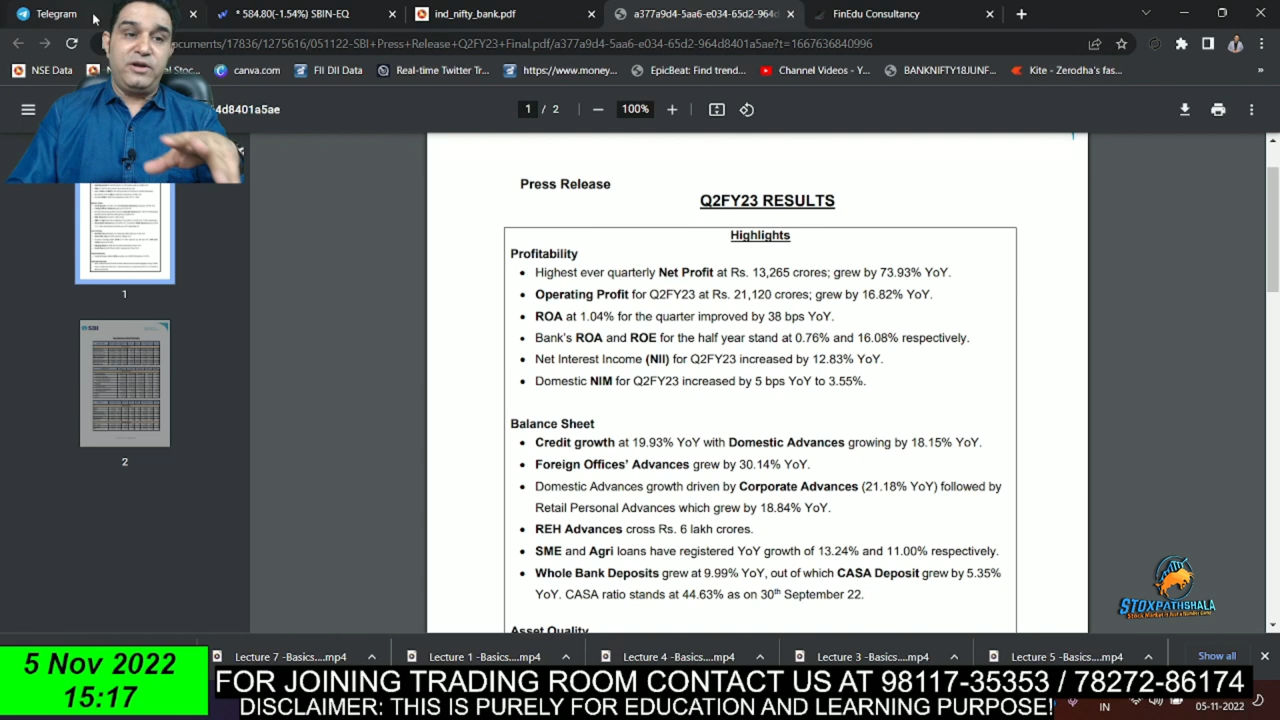 Telegram
* 584.80(-1.54%) SBIN-EQ
ind_nifty_bank.pdf
a377a9d4-5aa6-e034-65d2-964d
FinEdu Consultancy
ocuments/17836/1275616/051122-SBI+Press+Release+Q2FY23+Final.pdf/a377a9d4-5aa6-e034-65d2-964d8401a5ae?t=1667636840996
NSE Data
canva.com
FII DII Data
Real-time Twitter Tr...
https://www.money...
EpicBeat: Find trend...
Channel Videos - Y...
BANKNIFTY18JUNF...
Kite - Zerodha's fas...
4d8401a5ae
1 / 2
100%
Press Release
Q2FY23 RESULTS
Highlights
Profitability
Highest ever quarterly Net Profit at Rs. 13,265 crores; grew by 73.93% YoY.
• Operating Profit for Q2FY23 at Rs. 21,120 crores; grew by 16.82% YoY.
• ROA at 1.04% for the quarter improved by 38 bps YoY.
• Bank's ROA and ROE for the half year stand at 0.76% and 16.08% respectively.
• Net Interest Income (NII) for Q2FY23 increased by 12.83% YoY.
• Domestic NIM for Q2FY23 increased by 5 bps YoY to 3.55%.
Balance Sheet
• Credit growth at 19.93% YoY with Domestic Advances growing by 18.15% YoY.
• Foreign Offices' Advances grew by 30.14% YoY.
• Domestic Advances growth driven by Corporate Advances (21.18% YoY) followed by
Retail Personal Advances which grew by 18.84% YoY.
• REH Advances cross Rs. 6 lakh crores.
• SME and Agri loans have registered YoY growth of 13.24% and 11.00% respectively.
• Whole Bank Deposits grew at 9.99% YoY, out of which CASA Deposit grew by 5.35%
YoY. CASA ratio stands at 44.63% as on 30th September 22.
Asset Quality
1
SBI
2
STOXPATHSHALA
Lecture 7 -Basics....mp4
Lecture 1 -Basics....mp4
Lecture 4 -Basics....mp4
Lecture 3 -Basics....mp4
Lecture 5 -Basics....mp4
Show all
5 Nov 2022
15:17
FOR JOINING TRADING ROOM CONTACT US AT 98117-35353 / 78272-86174
DISCLAIMER: THIS IS PURELY FOR EDUCATION AND LEARNING PURPOSE!
IN
05-11-2022